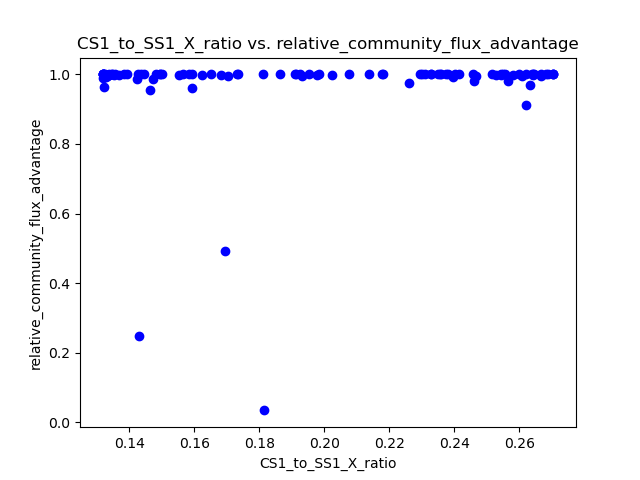 CS1_to_SS1_X_ratio vs. relative_community_flux_advantage
1.0
0.8
0.6
0.4
0.2
0.0
relative_community_flux_advantage
0.14 0.16 0.18 0.20 0.22 0.24 0.26
CS1_to_SS1_X_ratio